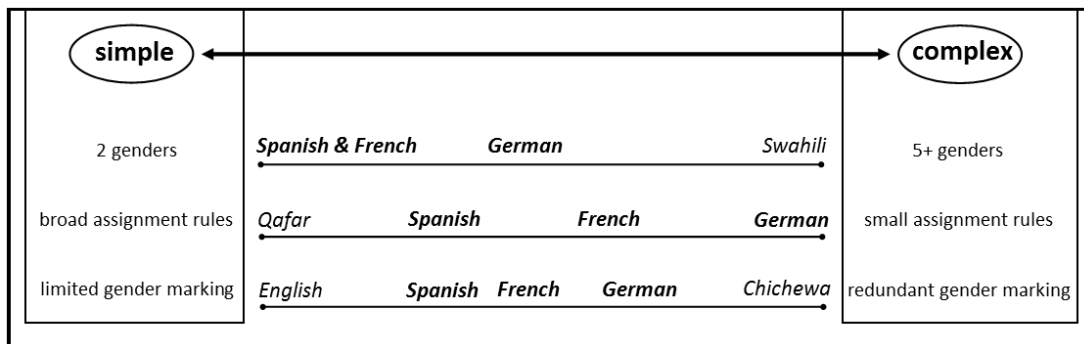 simple complex
2 genders Spanish & French German Swahili 5+ genders
broad assignment rules Qafar Spanish French German small assignment rules
limited gender marking English Spanish French German Chichewa redundant gender marking